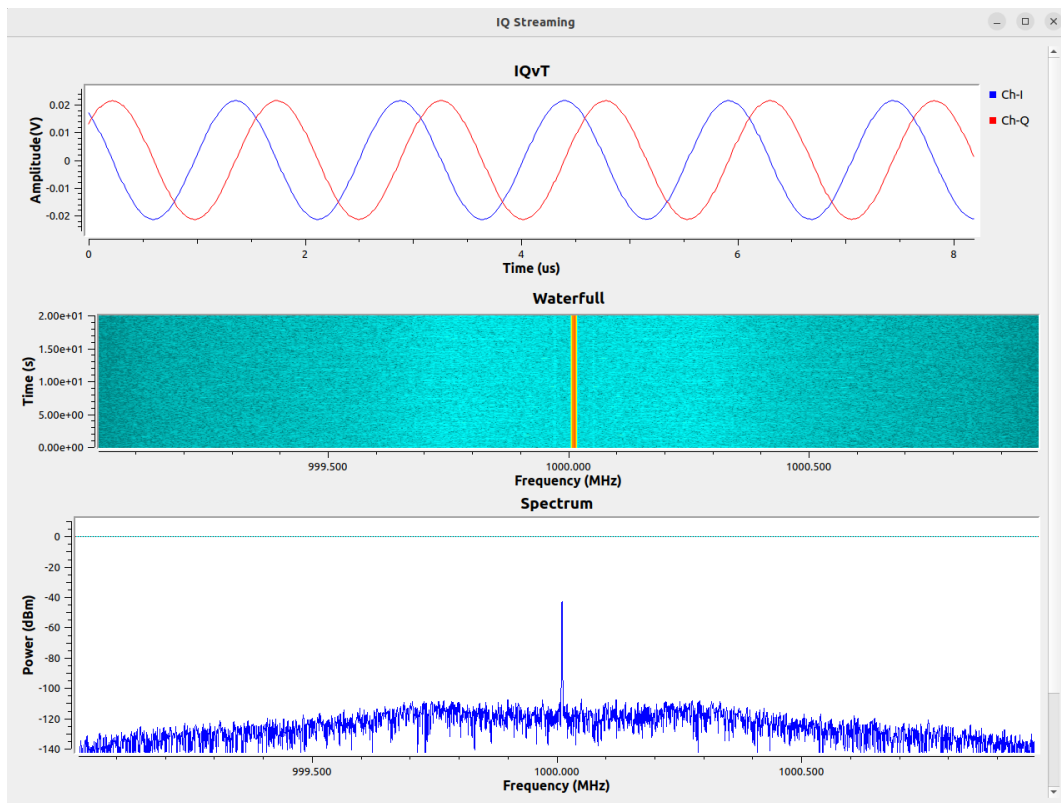 IQ Streaming
IQvT
Amplitude(V)
0.02
0.01
0
-0.01
-0.02
0 2 4 6 8
Time (us)
Ch-I
Ch-Q
Waterfull
Time (s)
2.00e+01
1.50e+01
1.00e+01
5.00e+00
0.00e+00
999.500 1000.000 1000.500
Frequency (MHz)
Spectrum
Power (dBm)
0
-20
-40
-60
-80
-100
-120
-140
999.500 1000.000 1000.500
Frequency (MHz)